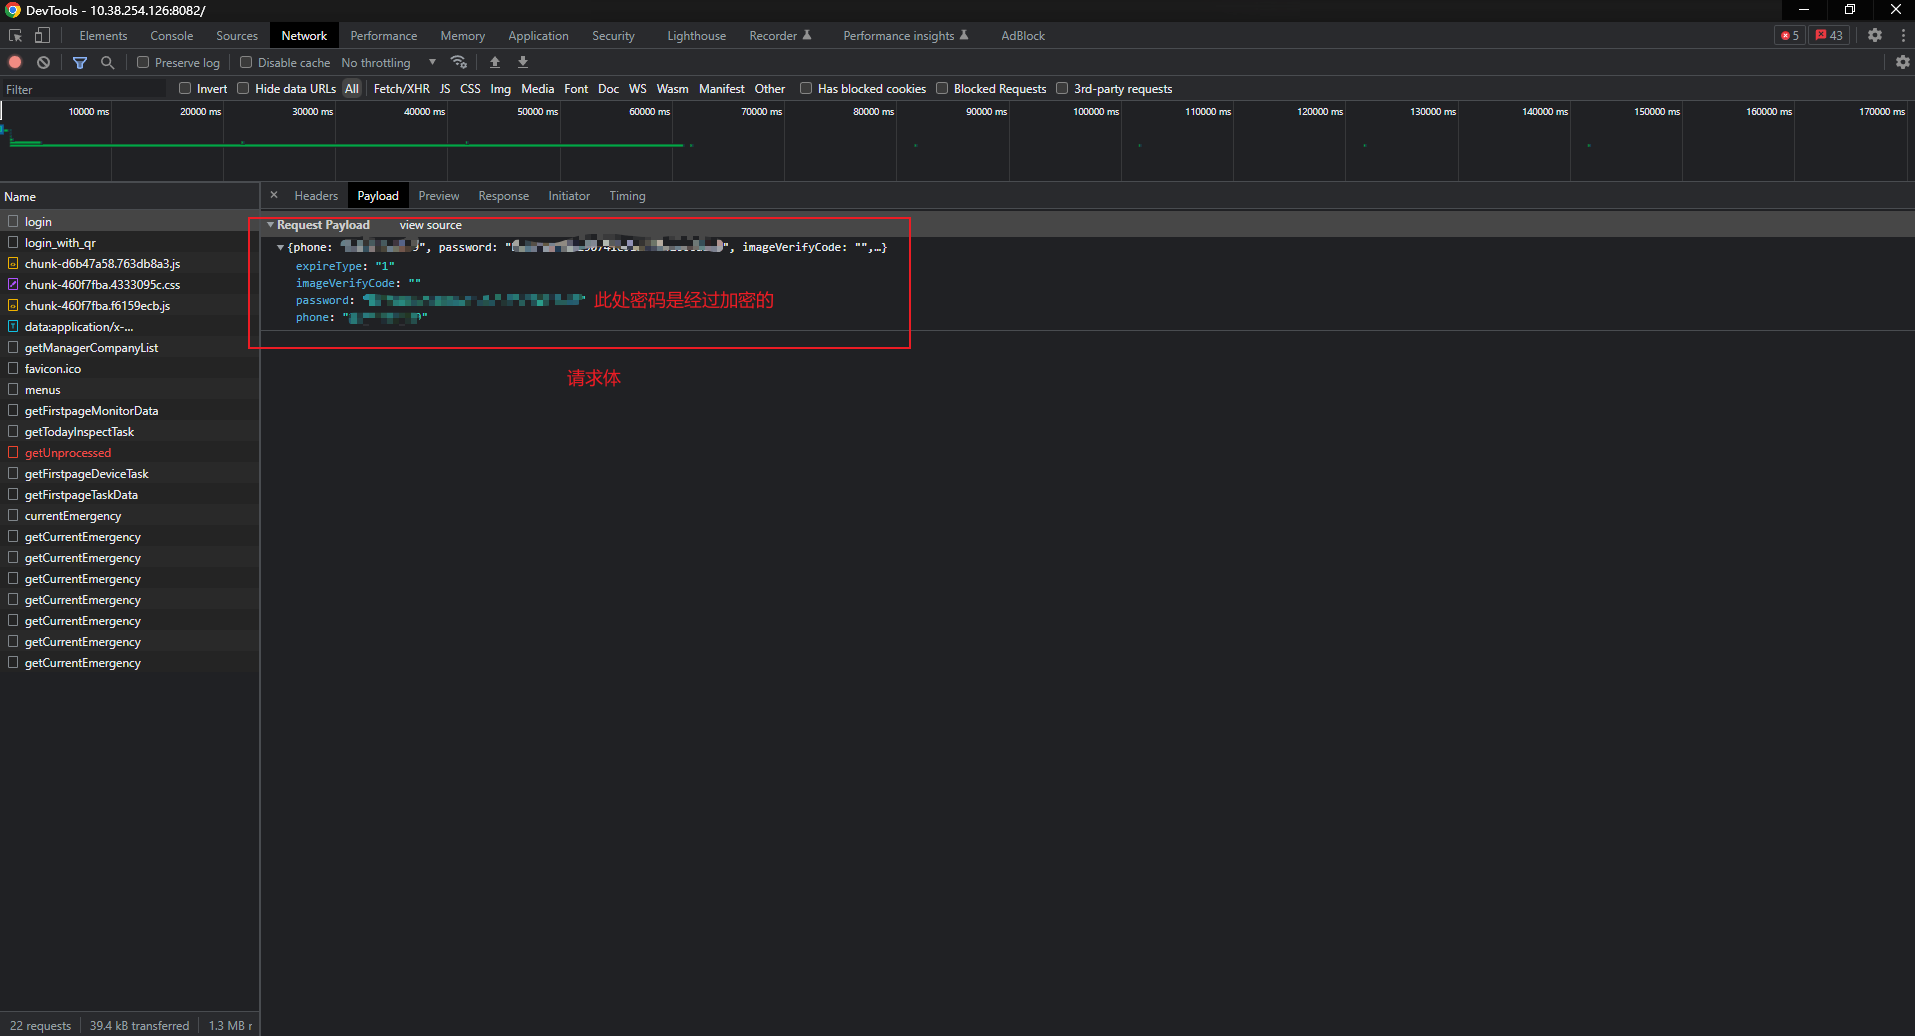 DevTools - 10.38.254.126:8082/
Elements Console Sources Network Performance Memory Application Security Lighthouse Recorder Performance insights AdBlock 5 43
Preserve log Disable cache No throttling
Filter Invert Hide data URLs All Fetch/XHR JS CSS Img Media Font Doc WS Wasm Manifest Other Has blocked cookies Blocked Requests 3rd-party requests
10000 ms 20000 ms 30000 ms 40000 ms 50000 ms 60000 ms 70000 ms 80000 ms 90000 ms 100000 ms 110000 ms 120000 ms 130000 ms 140000 ms 150000 ms 160000 ms 170000 ms
Name
× Headers Payload Preview Response Initiator Timing
login
login_with_qr
chunk-d6b47a58.763db8a3.js
chunk-460f7fba.4333095c.css
chunk-460f7fba.f6159ecb.js
data:application/x-...
getManagerCompanyList
favicon.ico
menus
getFirstpageMonitorData
getTodayInspectTask
getUnprocessed
getFirstpageDeviceTask
getFirstpageTaskData
currentEmergency
getCurrentEmergency
getCurrentEmergency
getCurrentEmergency
getCurrentEmergency
getCurrentEmergency
getCurrentEmergency
getCurrentEmergency
Request Payload view source
{phone: ", password: " ", imageVerifyCode: "",…}
expireType: "1"
imageVerifyCode: ""
password: " " 此处密码是经过加密的
phone: " "
请求体
22 requests 39.4 kB transferred 1.3 MB r